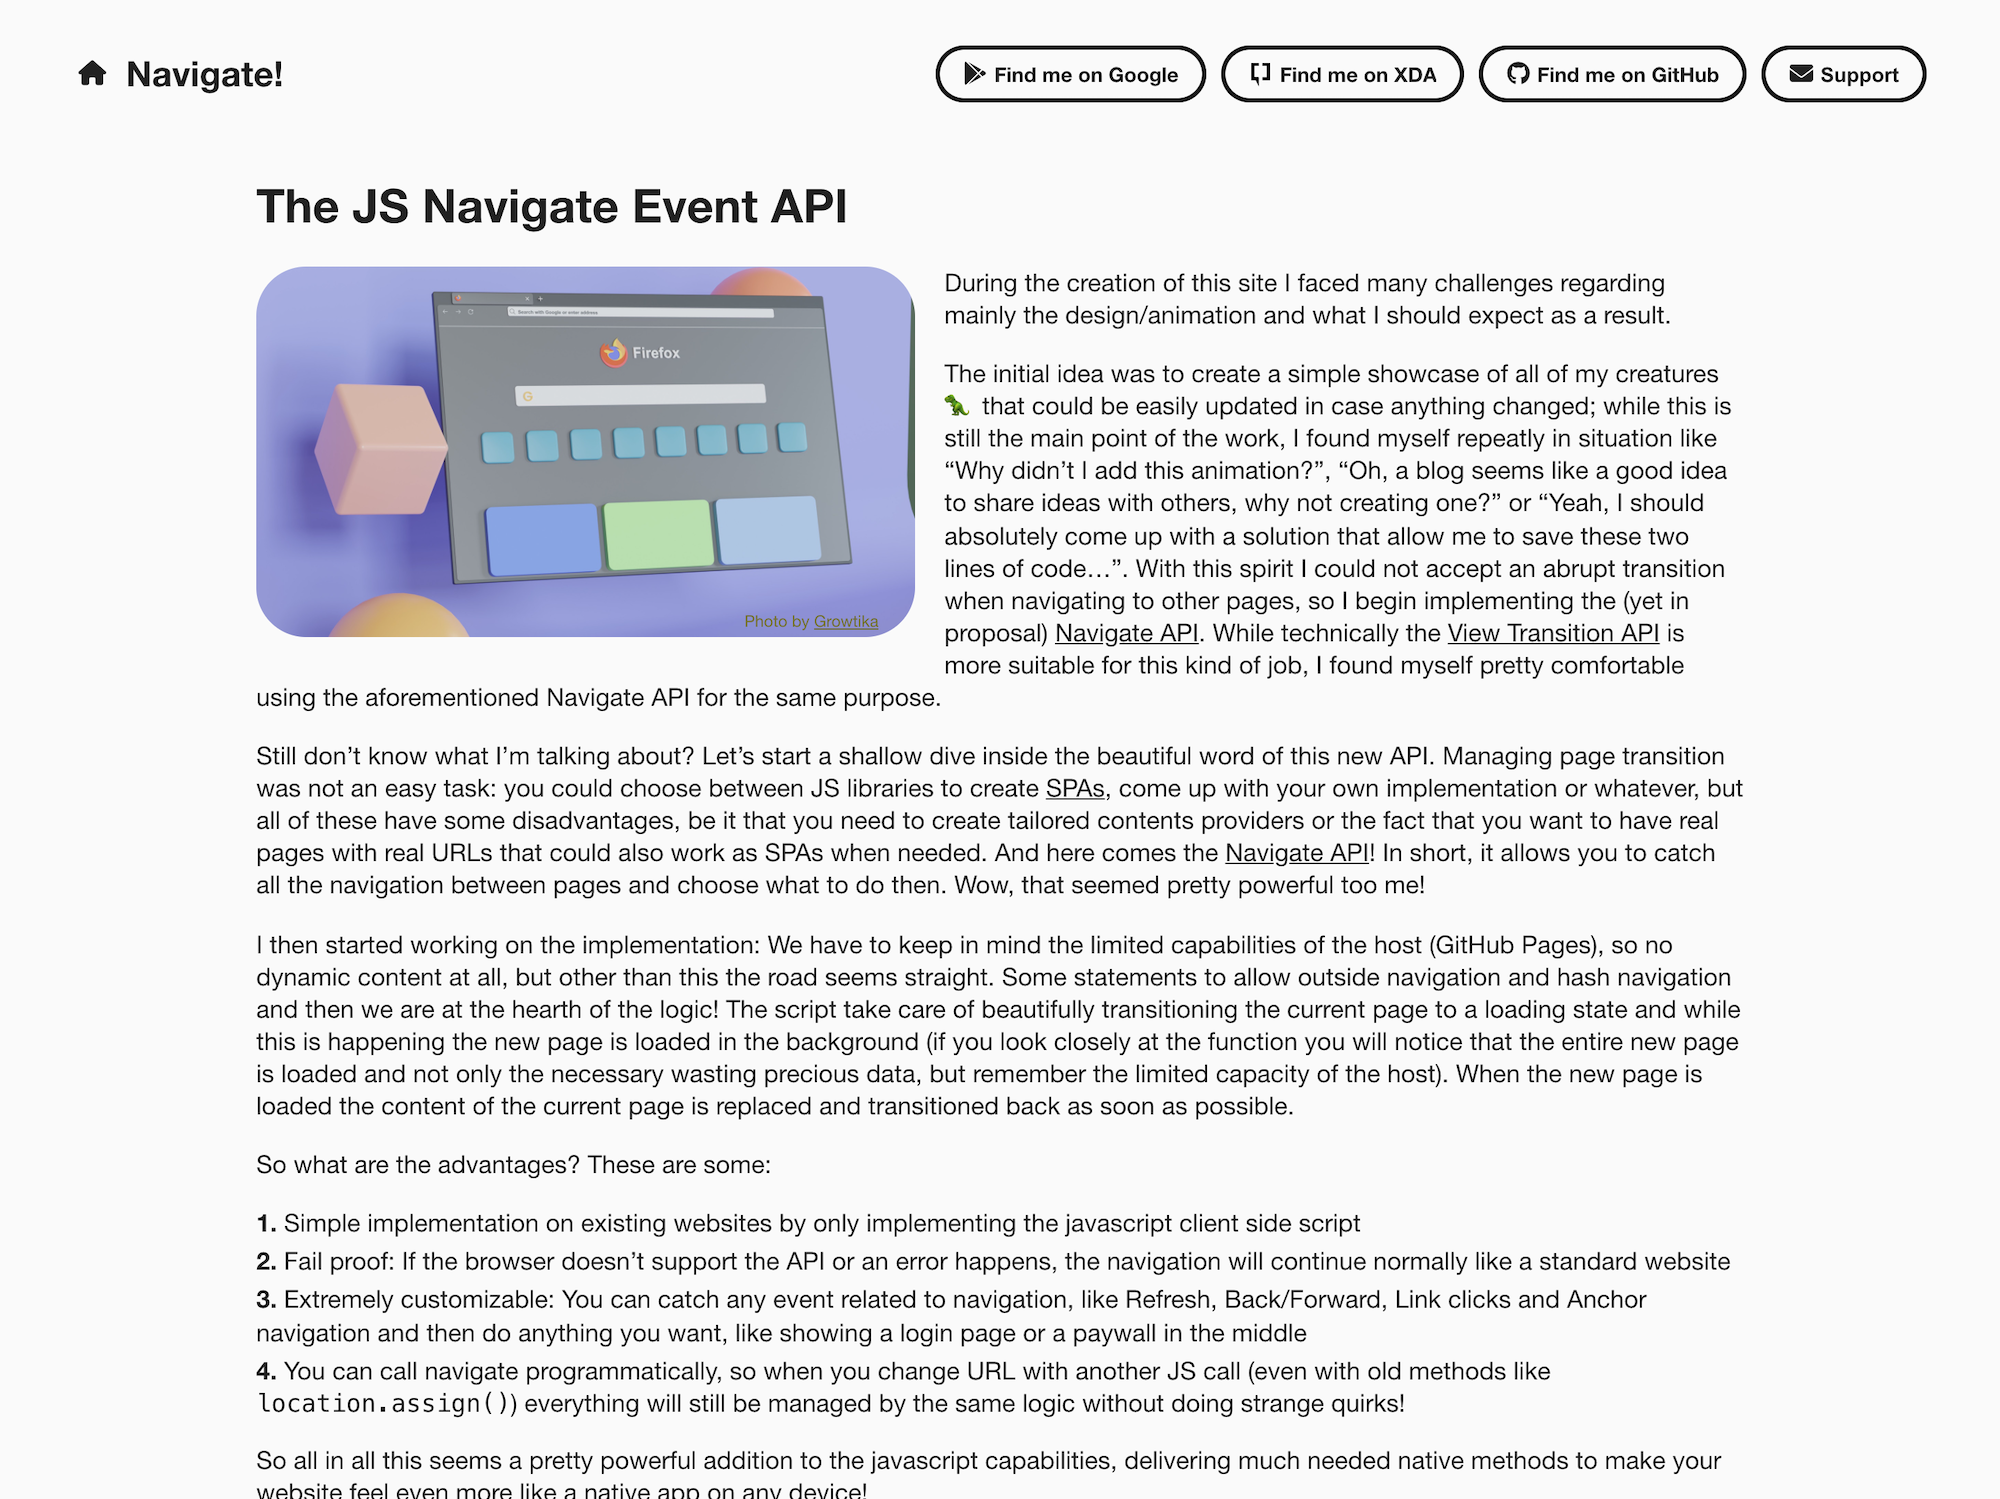 Navigate!
Find me on Google
Find me on XDA
Find me on GitHub
Support
The JS Navigate Event API
Search with Google or enter address
Firefox
G
Photo by Growtika
During the creation of this site I faced many challenges regarding
mainly the design/animation and what I should expect as a result.
The initial idea was to create a simple showcase of all of my creatures
🦖 that could be easily updated in case anything changed; while this is
still the main point of the work, I found myself repeatly in situation like
“Why didn’t I add this animation?”, “Oh, a blog seems like a good idea
to share ideas with others, why not creating one?” or “Yeah, I should
absolutely come up with a solution that allow me to save these two
lines of code…”. With this spirit I could not accept an abrupt transition
when navigating to other pages, so I begin implementing the (yet in
proposal) Navigate API. While technically the View Transition API is
more suitable for this kind of job, I found myself pretty comfortable
using the aforementioned Navigate API for the same purpose.
Still don’t know what I’m talking about? Let’s start a shallow dive inside the beautiful word of this new API. Managing page transition
was not an easy task: you could choose between JS libraries to create SPAs, come up with your own implementation or whatever, but
all of these have some disadvantages, be it that you need to create tailored contents providers or the fact that you want to have real
pages with real URLs that could also work as SPAs when needed. And here comes the Navigate API! In short, it allows you to catch
all the navigation between pages and choose what to do then. Wow, that seemed pretty powerful too me!
I then started working on the implementation: We have to keep in mind the limited capabilities of the host (GitHub Pages), so no
dynamic content at all, but other than this the road seems straight. Some statements to allow outside navigation and hash navigation
and then we are at the hearth of the logic! The script take care of beautifully transitioning the current page to a loading state and while
this is happening the new page is loaded in the background (if you look closely at the function you will notice that the entire new page
is loaded and not only the necessary wasting precious data, but remember the limited capacity of the host). When the new page is
loaded the content of the current page is replaced and transitioned back as soon as possible.
So what are the advantages? These are some:
1. Simple implementation on existing websites by only implementing the javascript client side script
2. Fail proof: If the browser doesn’t support the API or an error happens, the navigation will continue normally like a standard website
3. Extremely customizable: You can catch any event related to navigation, like Refresh, Back/Forward, Link clicks and Anchor
navigation and then do anything you want, like showing a login page or a paywall in the middle
4. You can call navigate programmatically, so when you change URL with another JS call (even with old methods like
location.assign()) everything will still be managed by the same logic without doing strange quirks!
So all in all this seems a pretty powerful addition to the javascript capabilities, delivering much needed native methods to make your
website feel even more like a native app on any device!